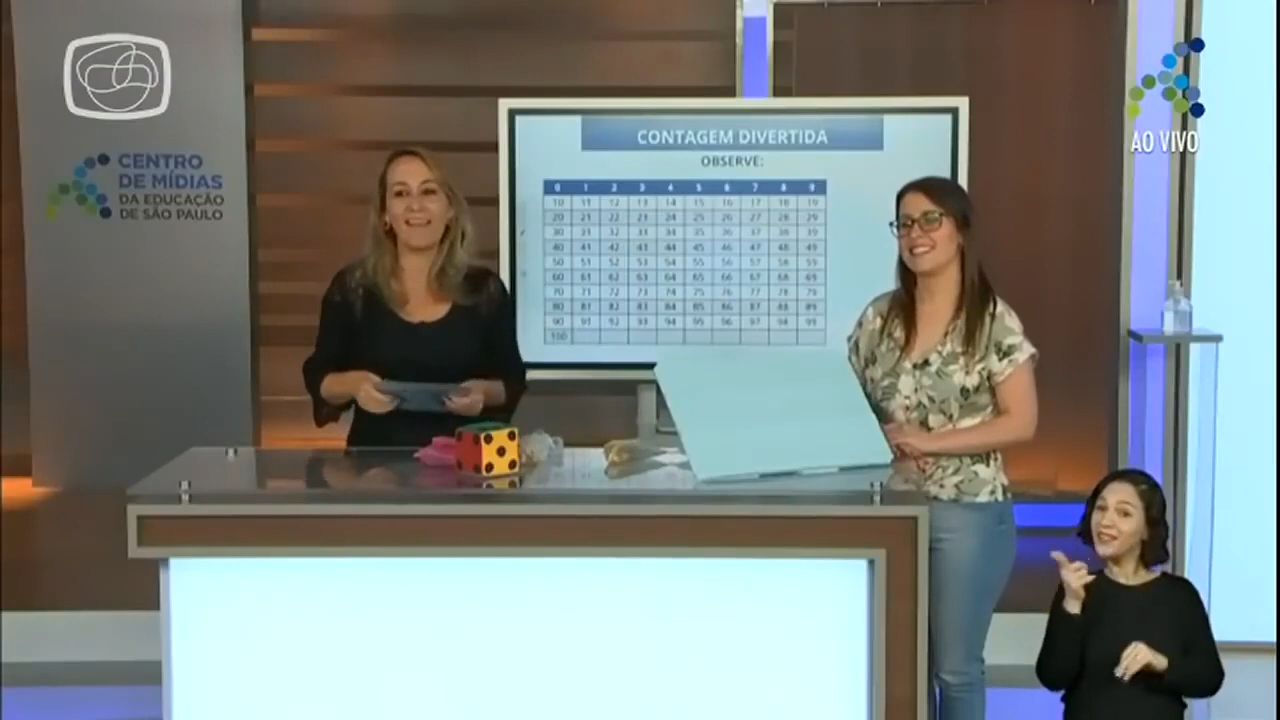 CENTRO
DE MÍDIAS
DA EDUCAÇÃO
DE SÃO PAULO
CONTAGEM DIVERTIDA
OBSERVE:
0 1 2 3 4 5 6 7 8 9
10 11 12 13 14 15 16 17 18 19
20 21 22 23 24 25 26 27 28 29
30 31 32 33 34 35 36 37 38 39
40 41 42 43 44 45 46 47 48 49
50 51 52 53 54 55 56 57 58 59
60 61 62 63 64 65 66 67 68 69
70 71 72 73 74 75 76 77 78 79
80 81 82 83 84 85 86 87 88 89
90 91 92 93 94 95 96 97 98 99
100
AO VIVO